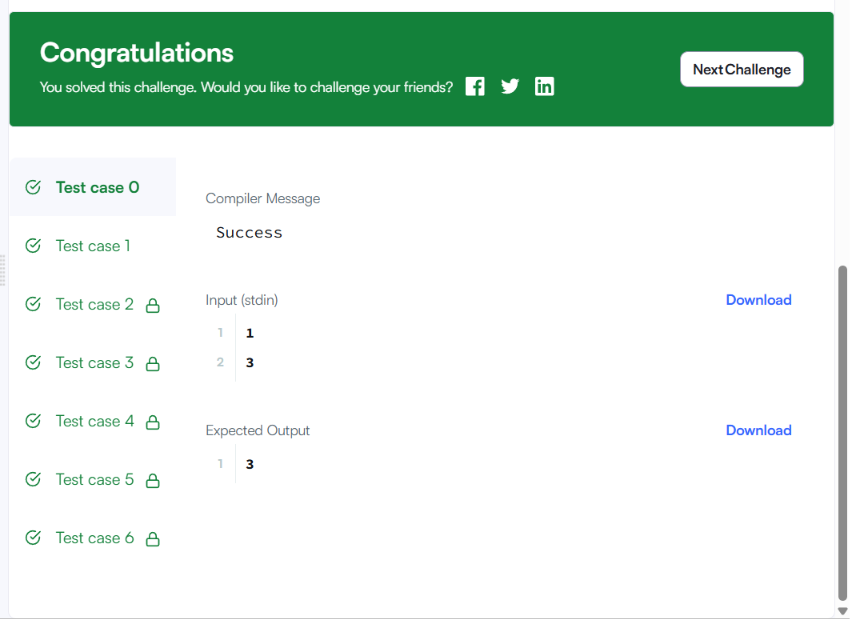 Congratulations
You solved this challenge. Would you like to challenge your friends?
Next Challenge
Test case 0
Test case 1
Test case 2
Test case 3
Test case 4
Test case 5
Test case 6
Compiler Message
Success
Input (stdin)
Download
1 1
2 3
Expected Output
Download
1 3